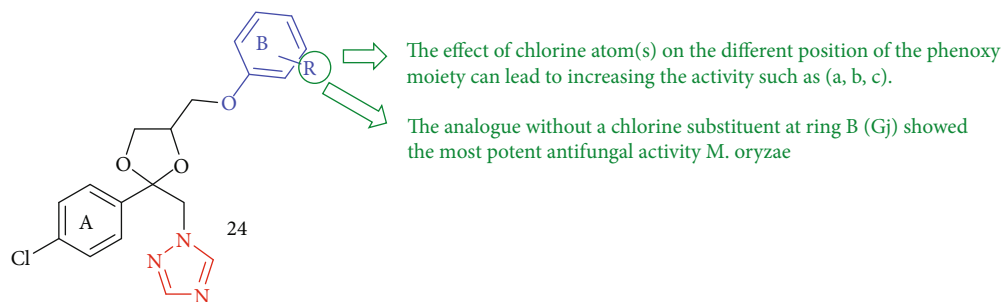 B
R
The effect of chlorine atom(s) on the different position of the phenoxy
moiety can lead to increasing the activity such as (a, b, c).
O
The analogue without a chlorine substituent at ring B (Gj) showed
the most potent antifungal activity M. oryzae
O
O
A
24
Cl
N
N
N